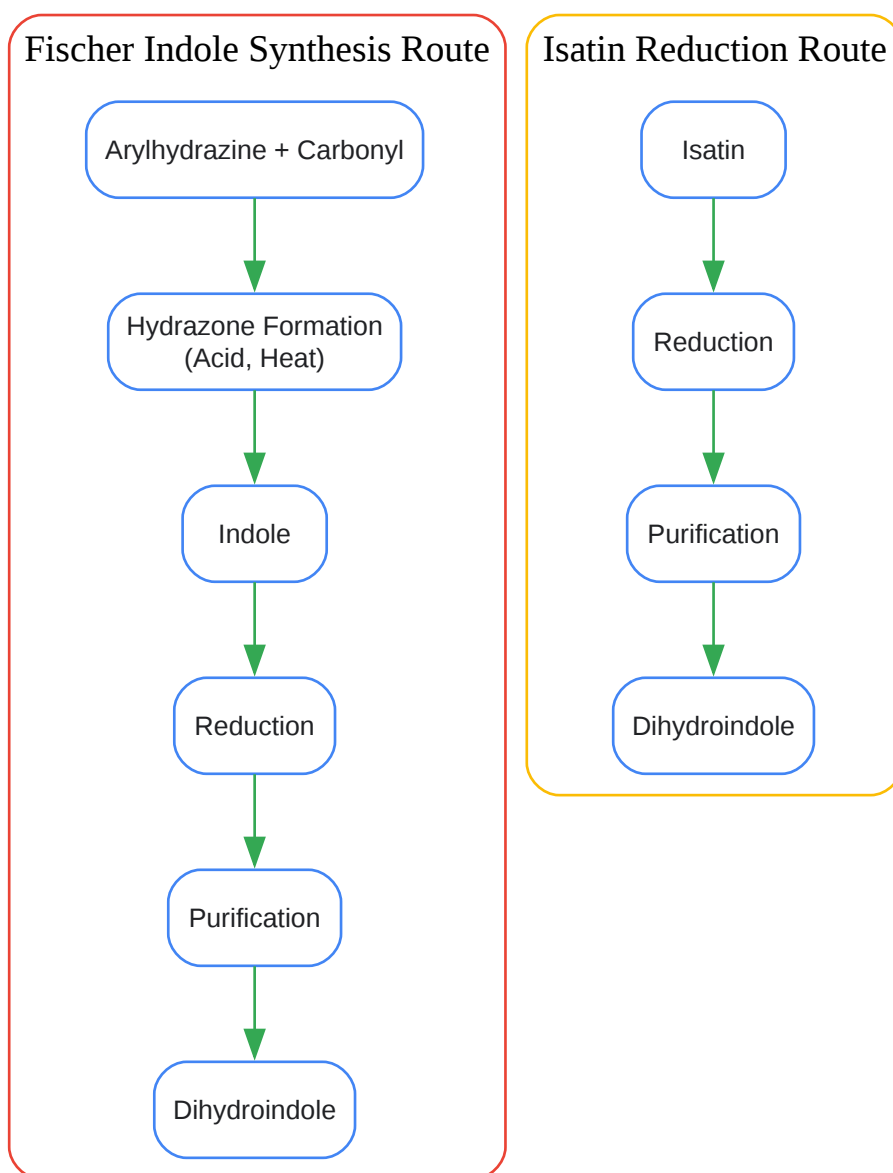 Fischer Indole Synthesis Route
Arylhydrazine + Carbonyl
Hydrazone Formation
(Acid, Heat)
Indole
Reduction
Purification
Dihydroindole
Isatin Reduction Route
Isatin
Reduction
Purification
Dihydroindole